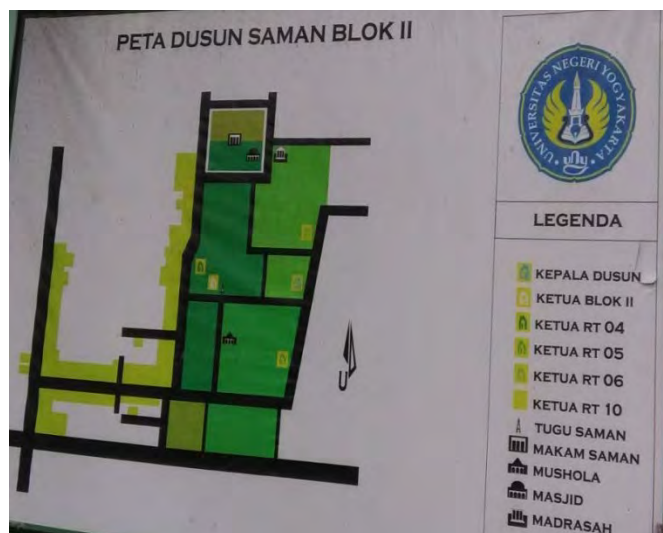 PETA DUSUN SAMAN BLOK II
UNIVERSITAS NEGERI YOGYAKARTA
UNY
LEGENDA
KEPALA DUSUN
KETUA BLOK II
KETUA RT 04
KETUA RT 05
KETUA RT 06
KETUA RT 10
TUGU SAMAN
MAKAM SAMAN
MUSHOLA
MASJID
MADRASAH
U